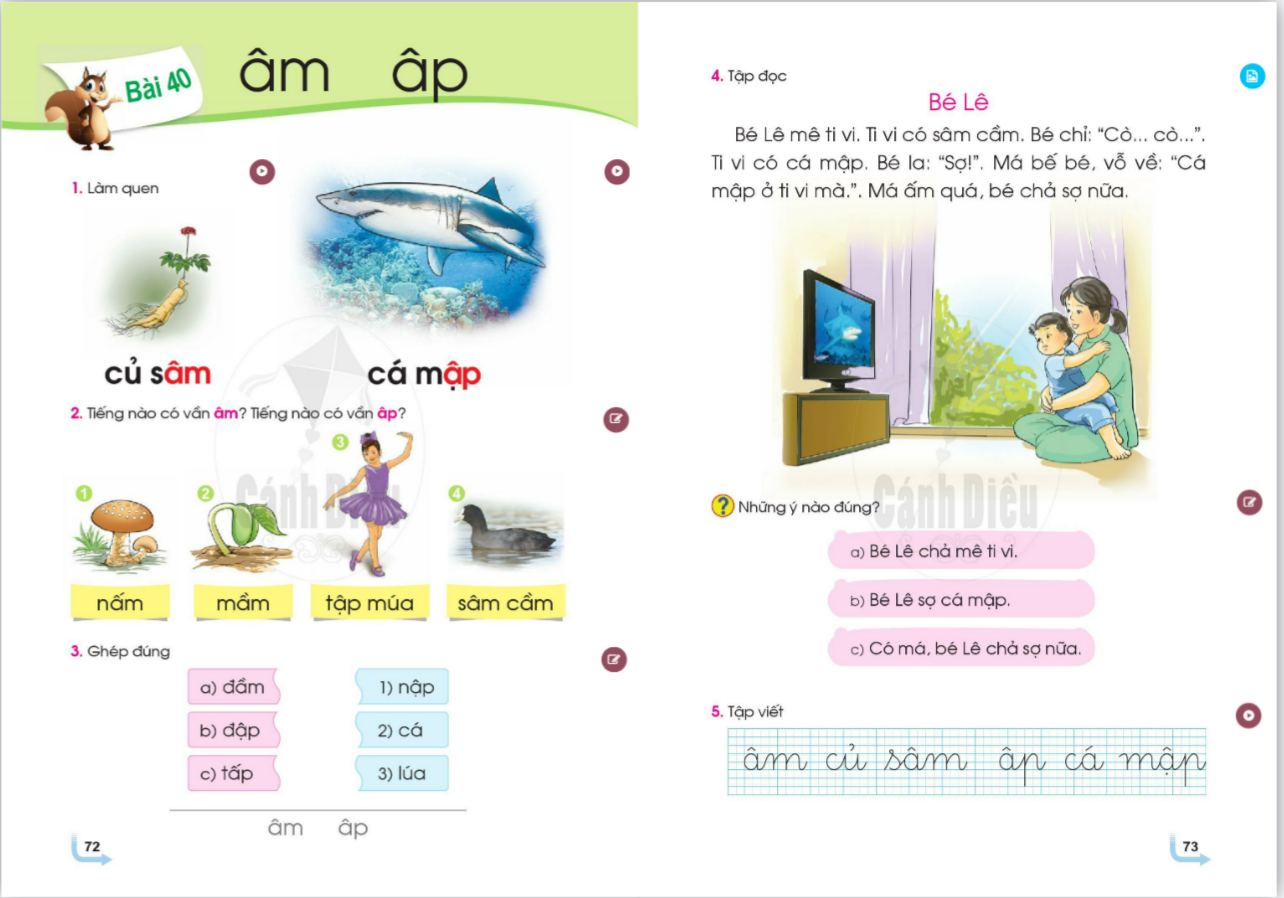 Bài 40
âm âp
1. Làm quen
củ sâm
cá mập
2. Tiếng nào có vần âm? Tiếng nào có vần âp?
1
2
3
4
nấm
mầm
tập múa
sâm cầm
3. Ghép đúng
a) đầm
1) nập
b) đập
2) cá
c) tấp
3) lúa
âm âp
72
Cánh Diều
4. Tập đọc
Bé Lê
Bé Lê mê ti vi. Ti vi có sâm cầm. Bé chỉ: “Cò... cò...”.
Ti vi có cá mập. Bé la: “Sợ!”. Má bế bé, vỗ về: “Cá
mập ở ti vi mà.”. Má ấm quá, bé chả sợ nữa.
? Những ý nào đúng?
a) Bé Lê chả mê ti vi.
b) Bé Lê sợ cá mập.
c) Có má, bé Lê chả sợ nữa.
5. Tập viết
âm củ sâm âp cá mập
73
Cánh Diều